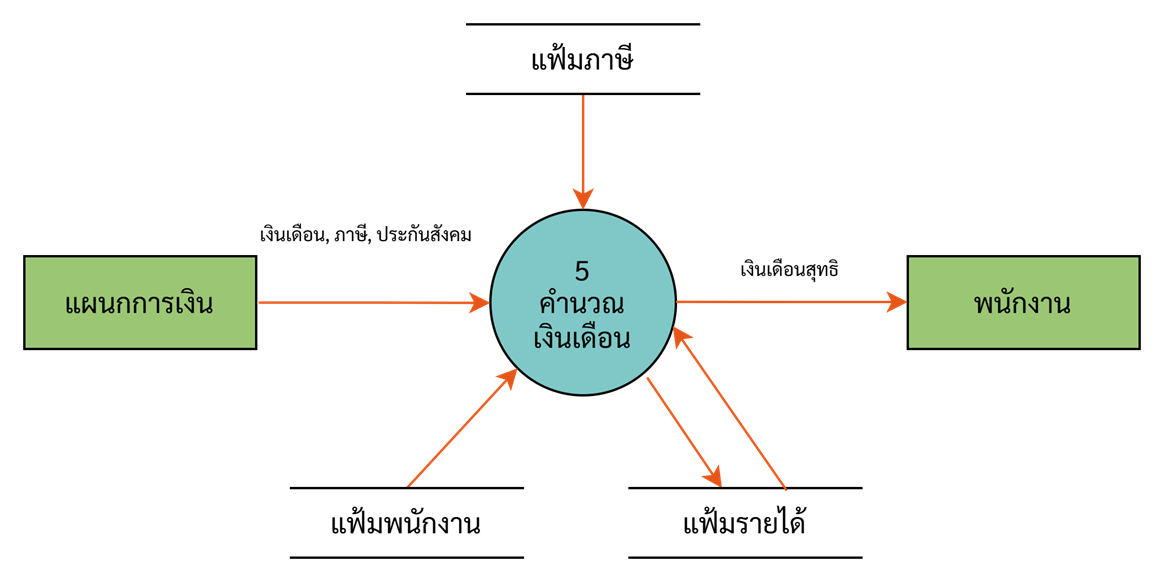 แฟ้มภาษี
เงินเดือน, ภาษี, ประกันสังคม
แผนกการเงิน
5
คำนวณ
เงินเดือน
เงินเดือนสุทธิ
พนักงาน
แฟ้มพนักงาน
แฟ้มรายได้